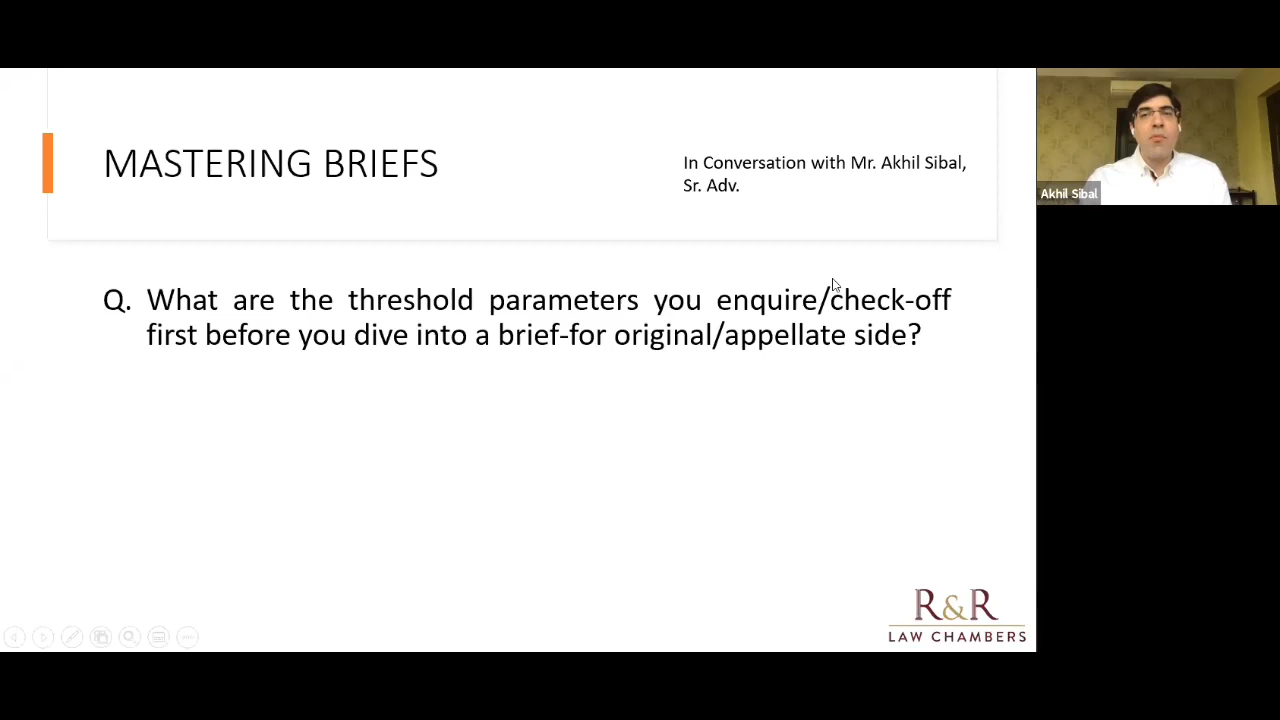 MASTERING BRIEFS
In Conversation with Mr. Akhil Sibal,
Sr. Adv.
Akhil Sibal
Q. What are the threshold parameters you enquire/check-off
first before you dive into a brief-for original/appellate side?
R&R
LAW CHAMBERS